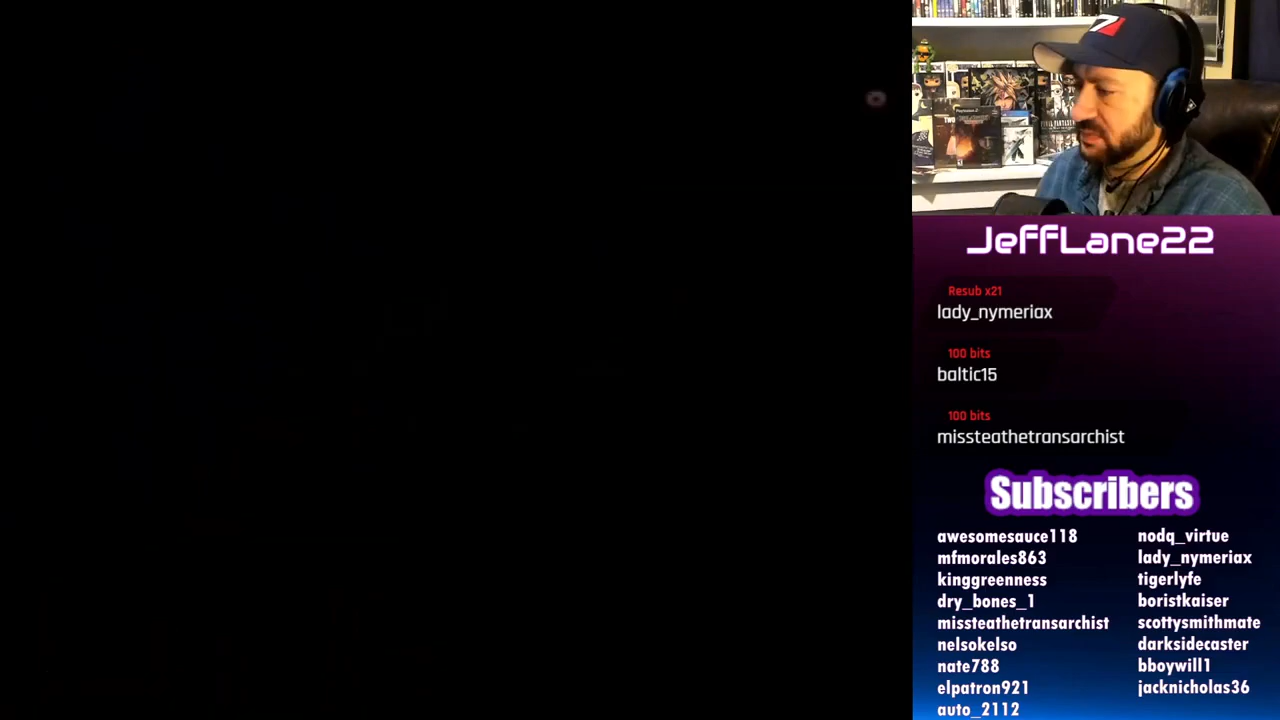 JeffLane22
Resub x21
lady_nymeriax
100 bits
baltic15
100 bits
missteathetransarchist
Subscribers
awesomesauce118
mfmorales863
kinggreenness
dry_bones_1
missteathetransarchist
nelsokelso
nate788
elpatron921
auto_2112
nodq_virtue
lady_nymeriax
tigerlyfe
boristkaiser
scottysmithmate
darksidecaster
bboywill1
jacknicholas36